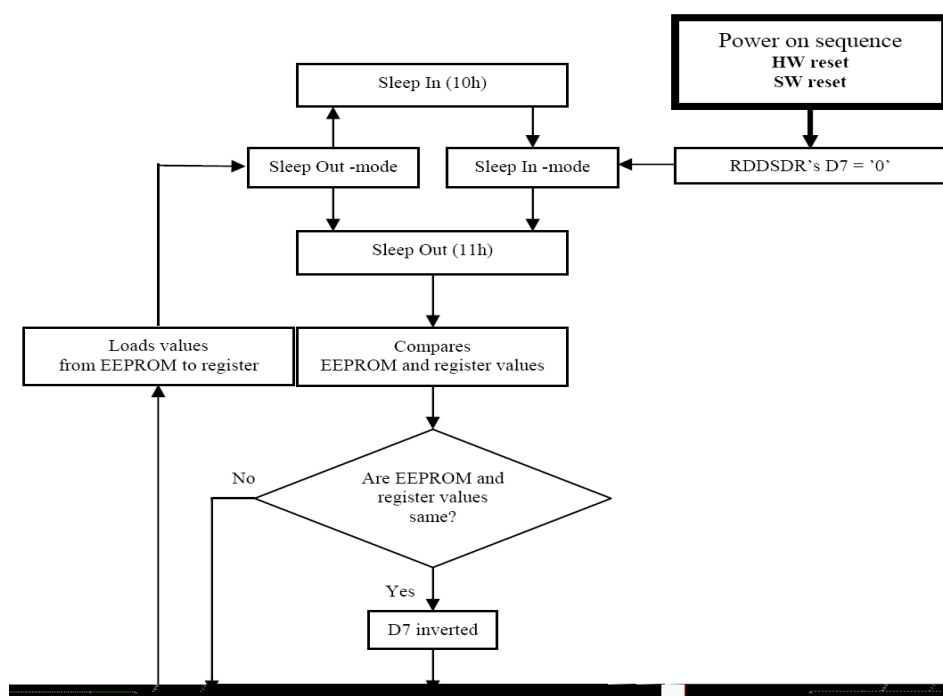 Power on sequence
HW reset
SW reset
Sleep In (10h)
Sleep Out -mode
Sleep In -mode
RDDSDR's D7 = '0'
Sleep Out (11h)
Loads values
from EEPROM to register
Compares
EEPROM and register values
No
Are EEPROM and
register values
same?
Yes
D7 inverted